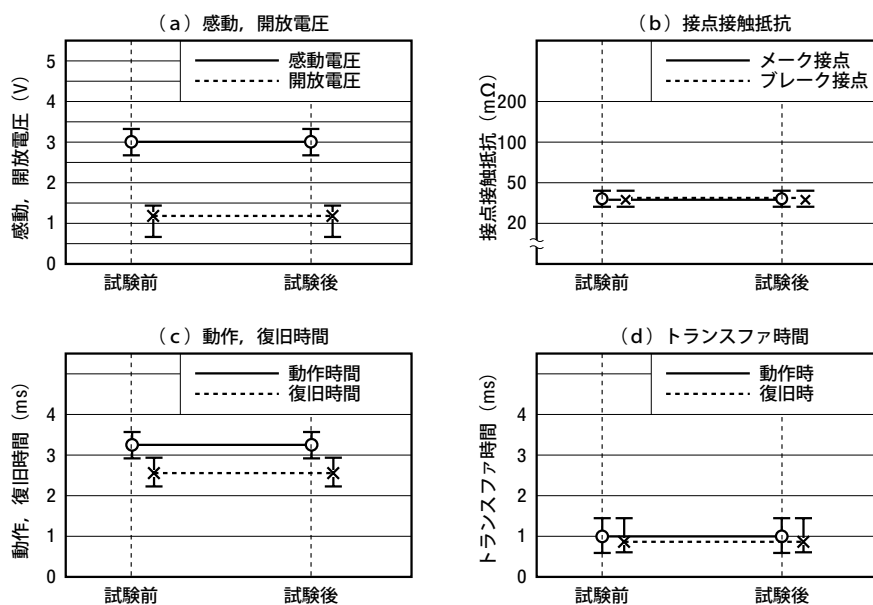 （a）感動，開放電圧
感動，開放電圧（V）
5
4
3
2
1
0
感動電圧
開放電圧
試験前
試験後
（b）接点接触抵抗
接点接触抵抗（mΩ）
200
100
50
20
メーク接点
ブレーク接点
試験前
試験後
（c）動作，復旧時間
動作，復旧時間（ms）
4
3
2
1
0
動作時間
復旧時間
試験前
試験後
（d）トランスファ時間
トランスファ時間（ms）
4
3
2
1
0
動作時
復旧時
試験前
試験後